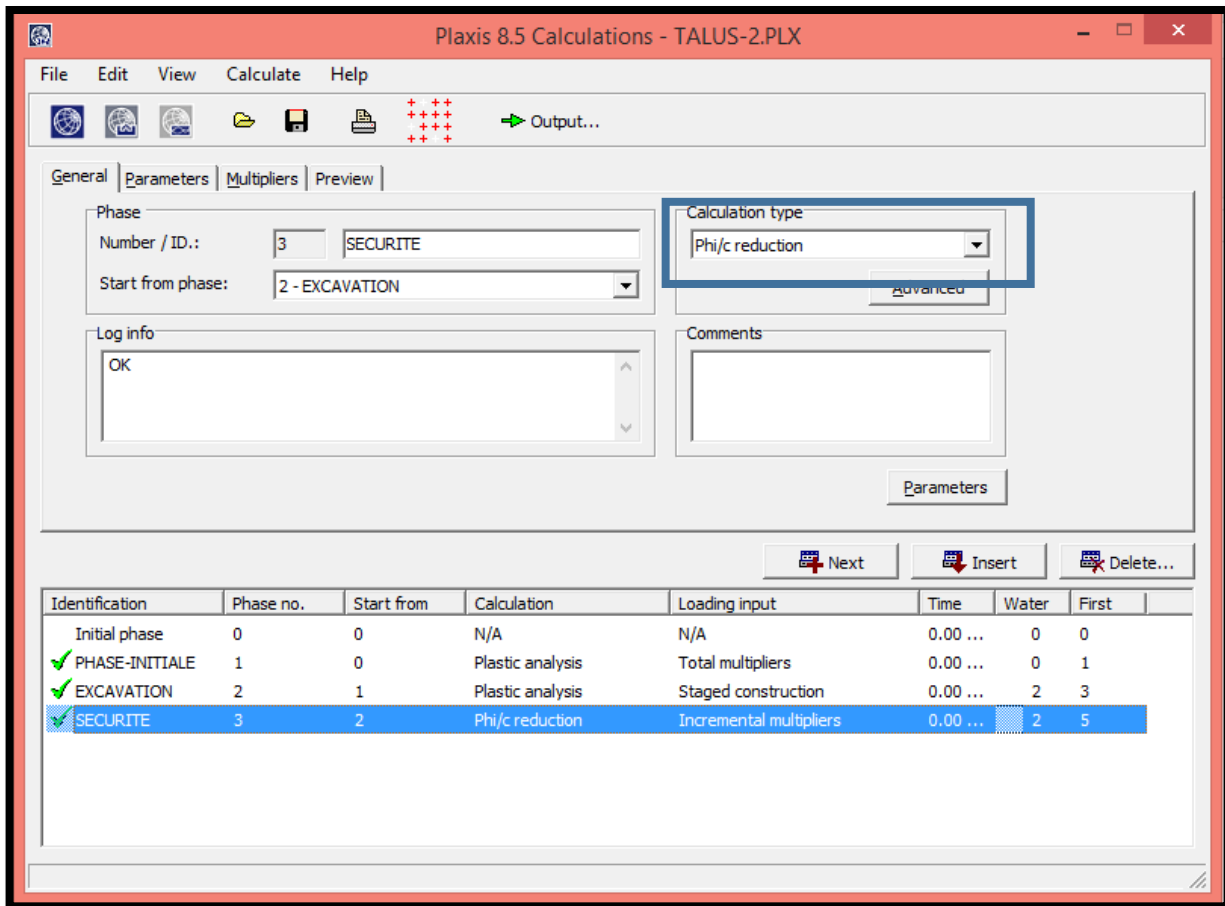 Plaxis 8.5 Calculations - TALUS-2.PLX
File Edit View Calculate Help
Output...
General Parameters Multipliers Preview
Phase
Number / ID.: 3 SECURITE
Start from phase: 2 - EXCAVATION
Calculation type
Phi/c reduction
Advanced
Log info
OK
Comments
Parameters
Next Insert Delete...
Identification Phase no. Start from Calculation Loading input Time Water First
Initial phase 0 0 N/A N/A 0.00 ... 0 0
PHASE-INITIALE 1 0 Plastic analysis Total multipliers 0.00 ... 0 1
EXCAVATION 2 1 Plastic analysis Staged construction 0.00 ... 2 3
SECURITE 3 2 Phi/c reduction Incremental multipliers 0.00 ... 2 5